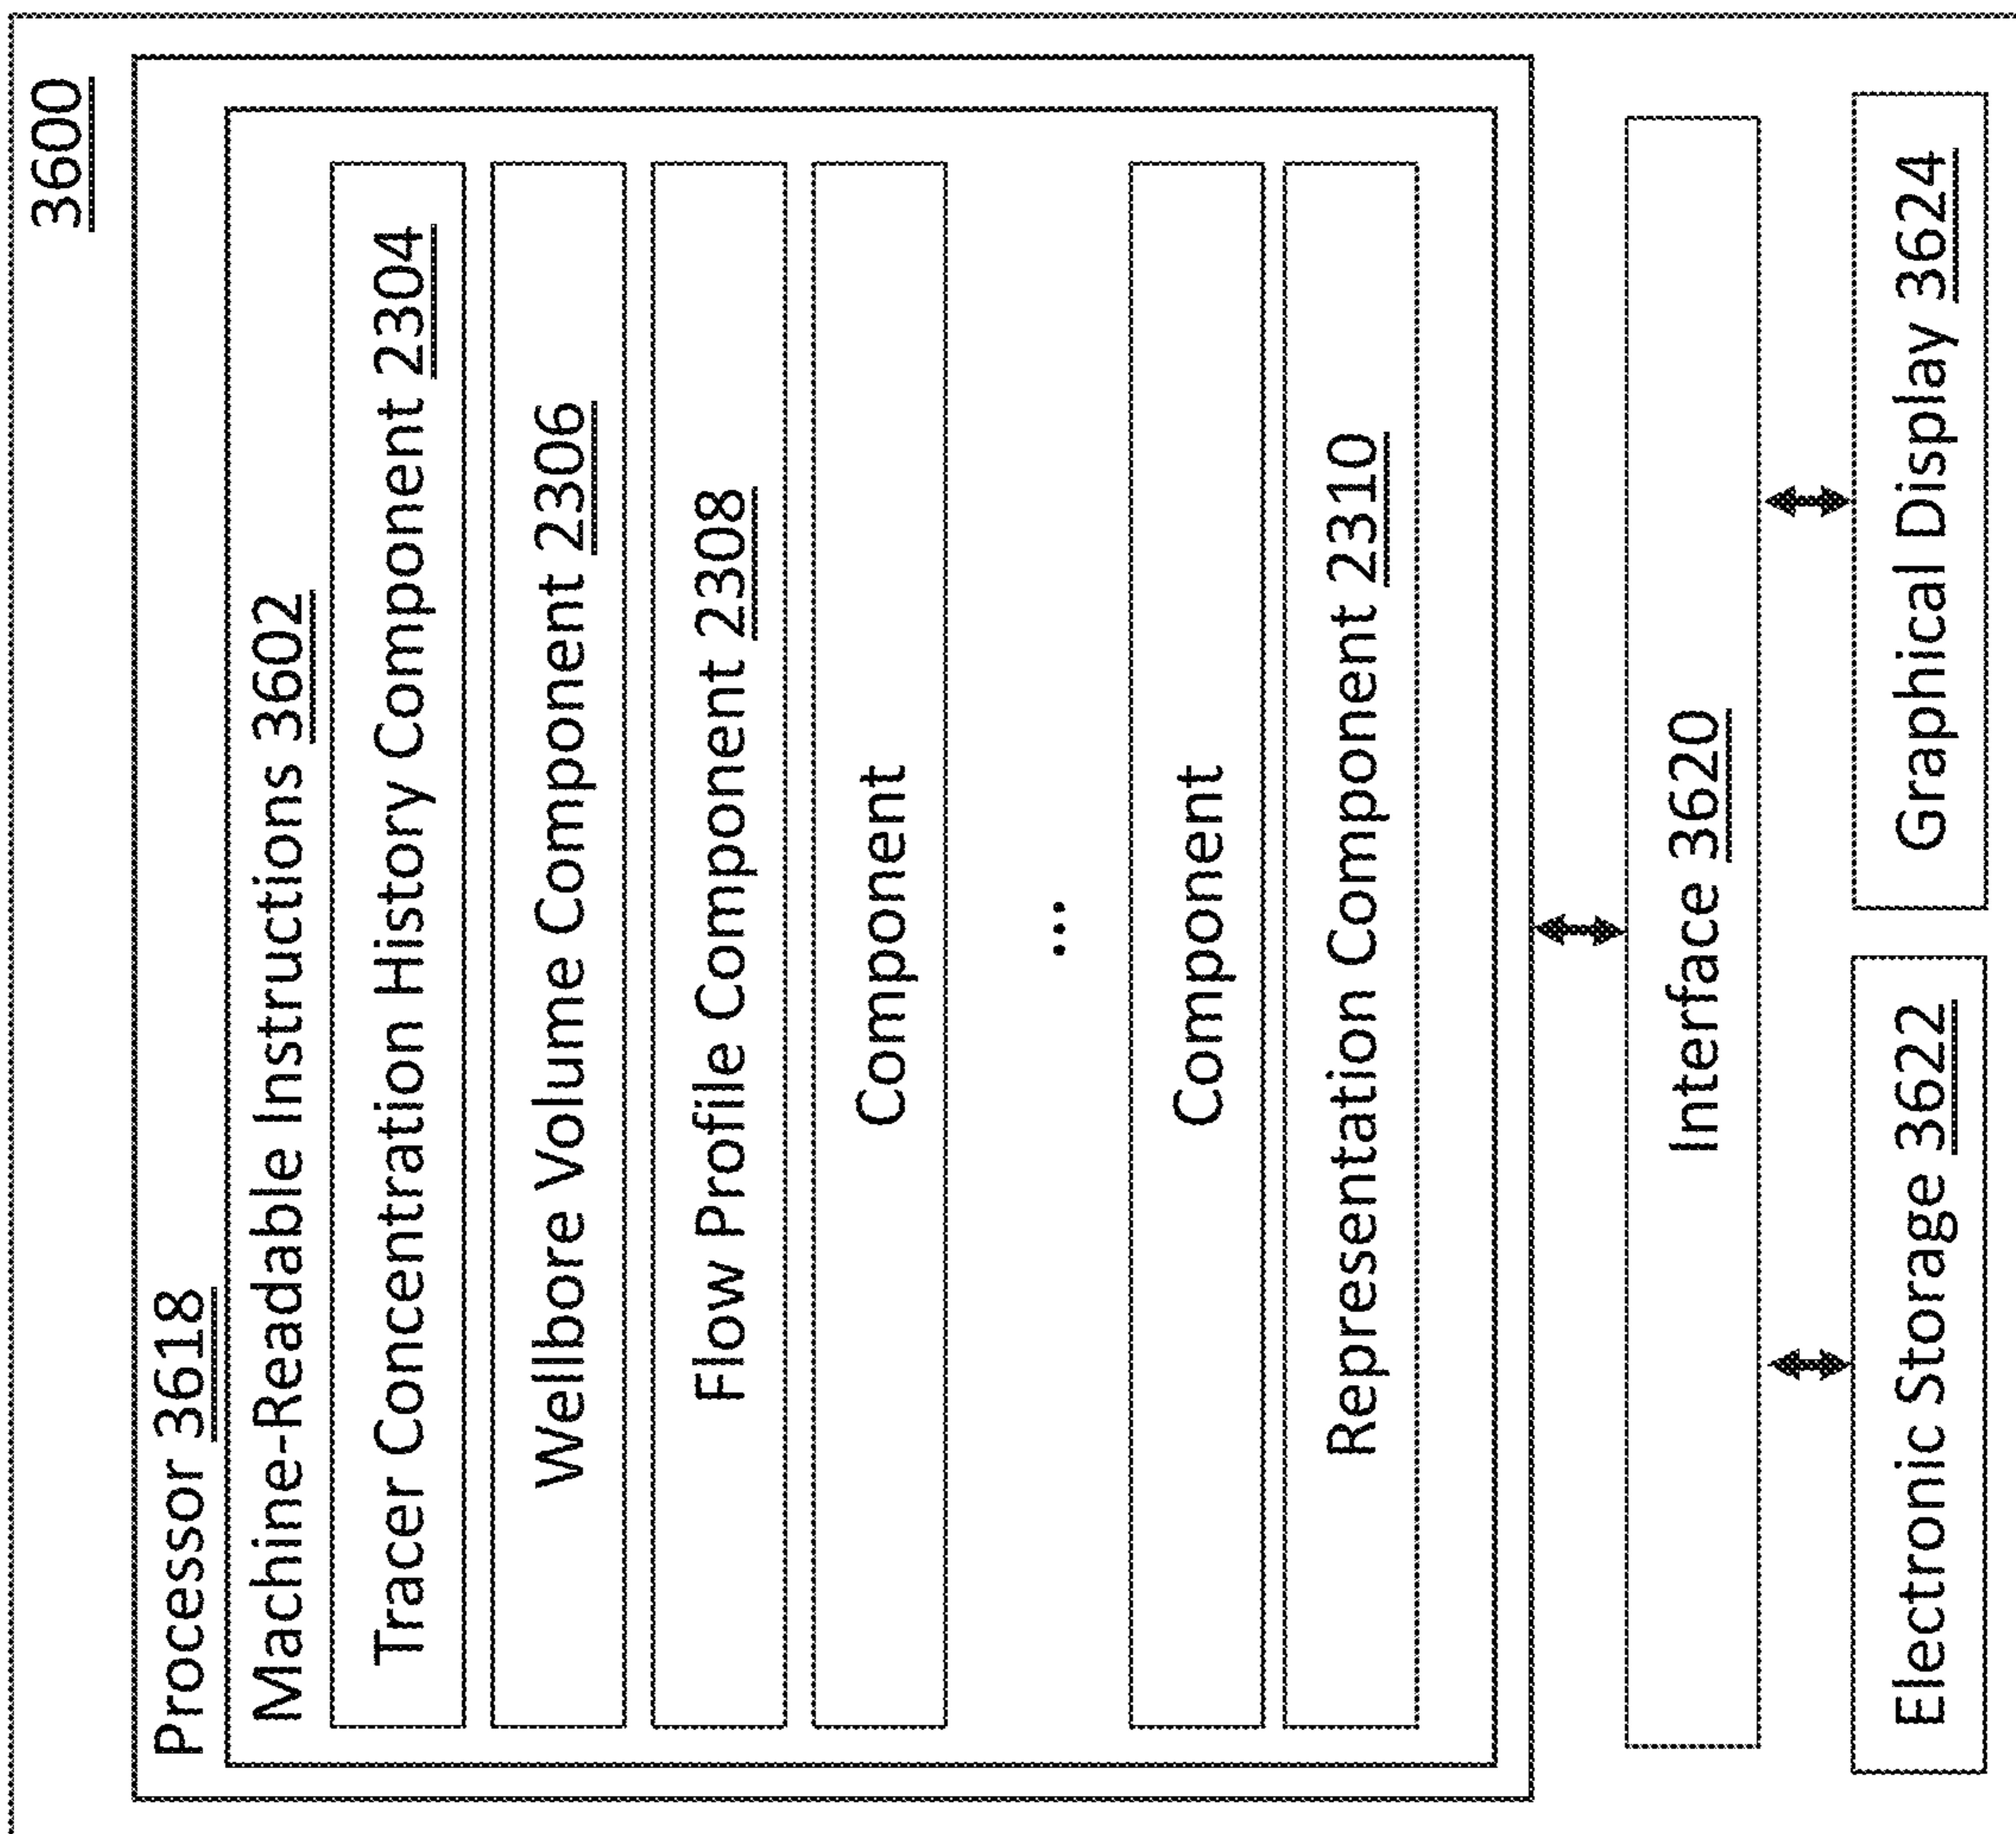 3600
Processor 3618
Machine-Readable Instructions 3602
Tracer Concentration History Component 2304
Wellbore Volume Component 2306
Flow Profile Component 2308
Component
...
Component
Representation Component 2310
Interface 3620
Electronic Storage 3622
Graphical Display 3624